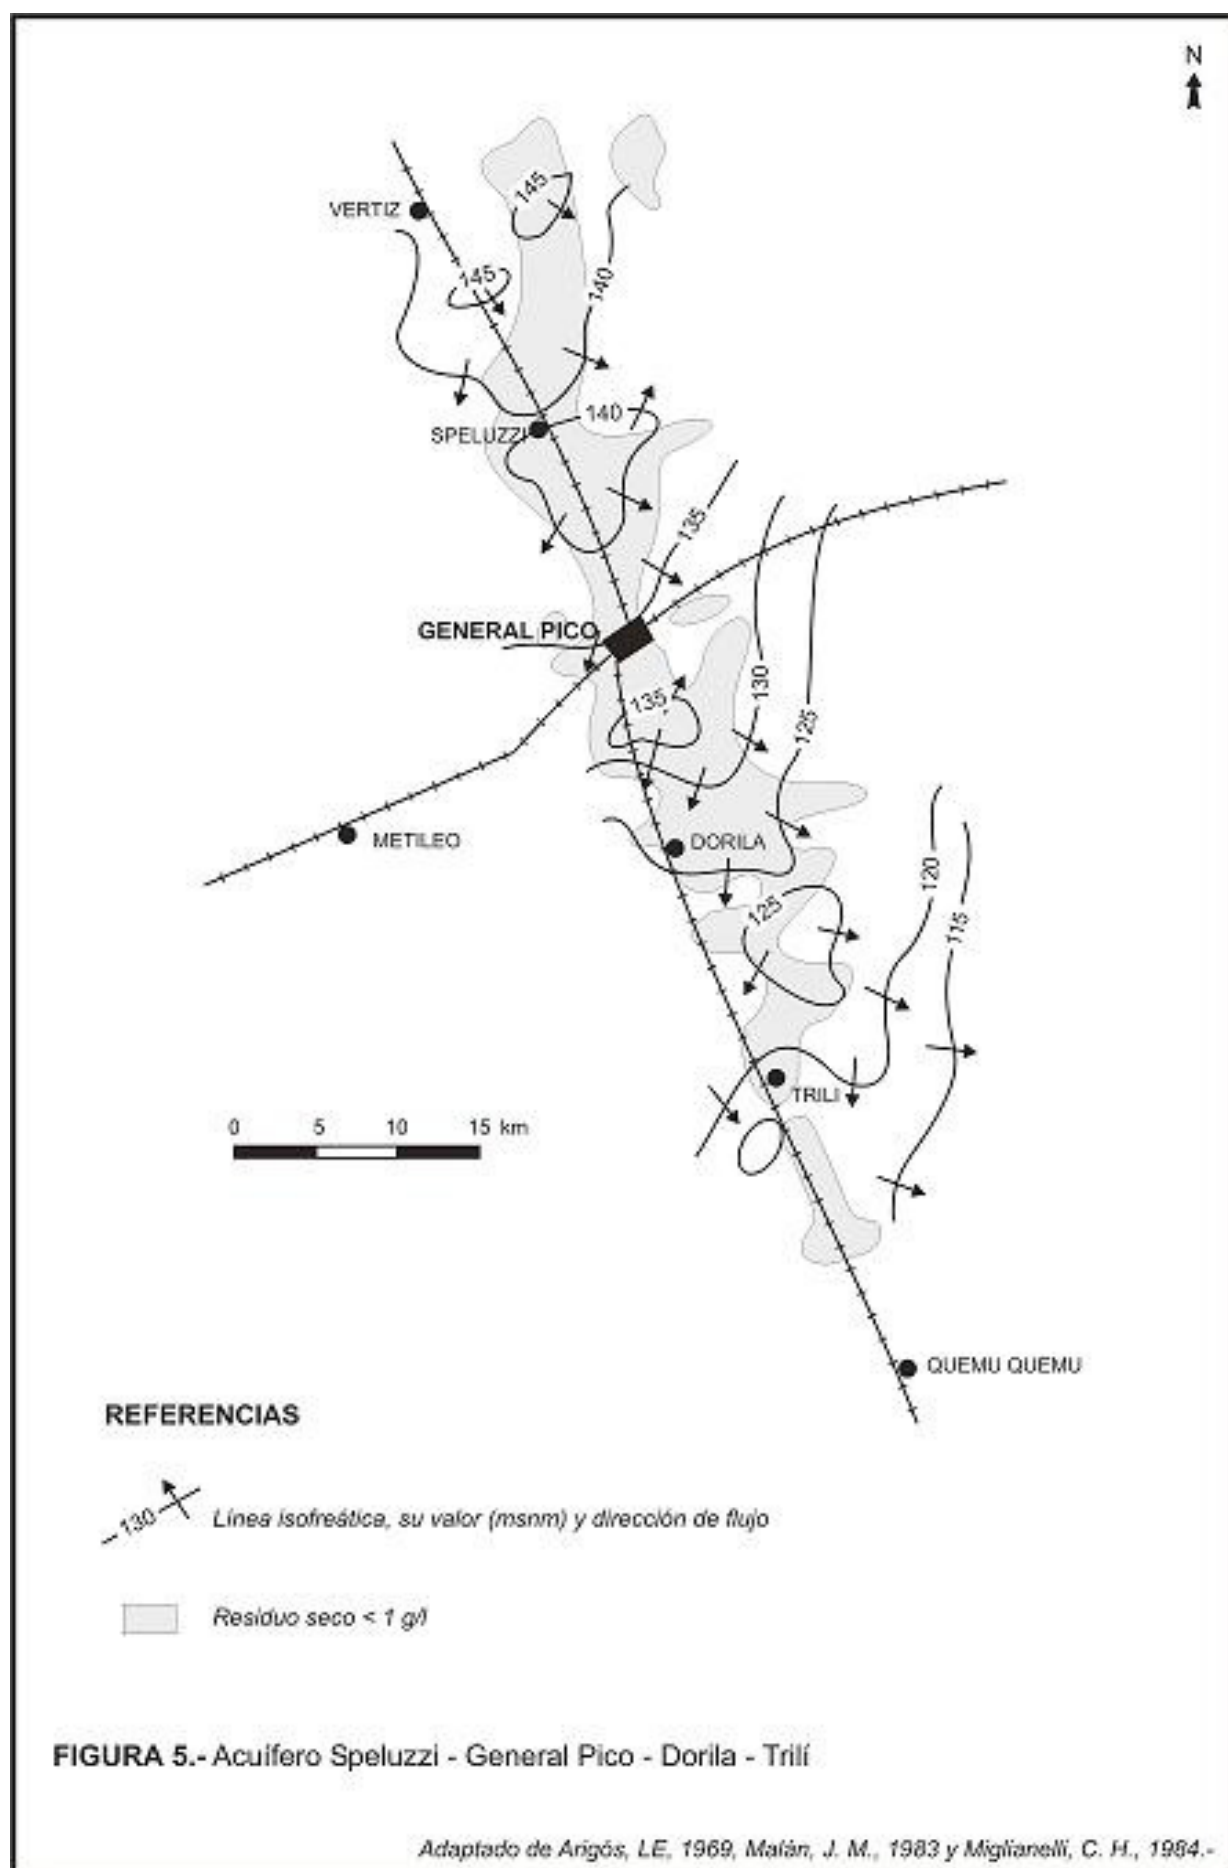 N
VERTIZ
145
145
140
SPELUZZI
140
135
GENERAL PICO
135
130
125
METILEO
DORILA
125
120
115
TRILI
0 5 10 15 km
QUEMU QUEMU
REFERENCIAS
130
Línea isofreática, su valor (msnm) y dirección de flujo
Residuo seco < 1 g/l
FIGURA 5.- Acuífero Speluzzi - General Pico - Dorila - Trilí
Adaptado de Arigós, LE, 1969, Malán, J. M., 1983 y Miglianelli, C. H., 1984.-